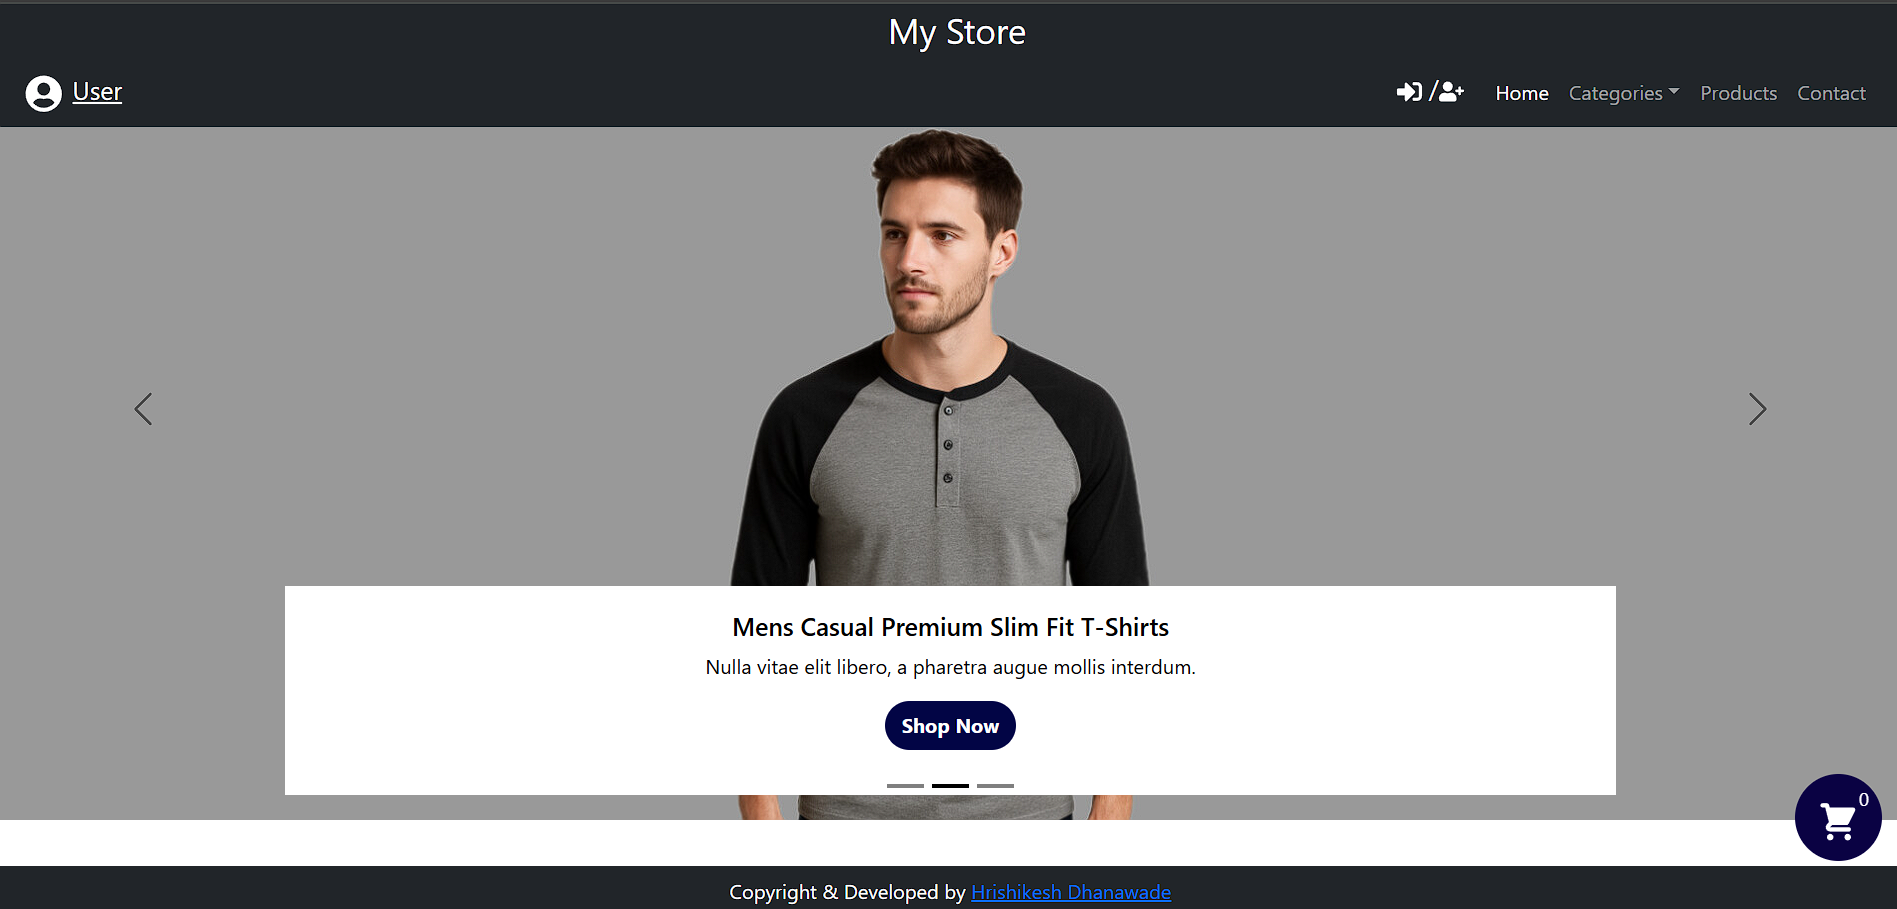 My Store
User
/
Home
Categories
Products
Contact
Mens Casual Premium Slim Fit T-Shirts
Nulla vitae elit libero, a pharetra augue mollis interdum.
Shop Now
0
Copyright & Developed by Hrishikesh Dhanawade